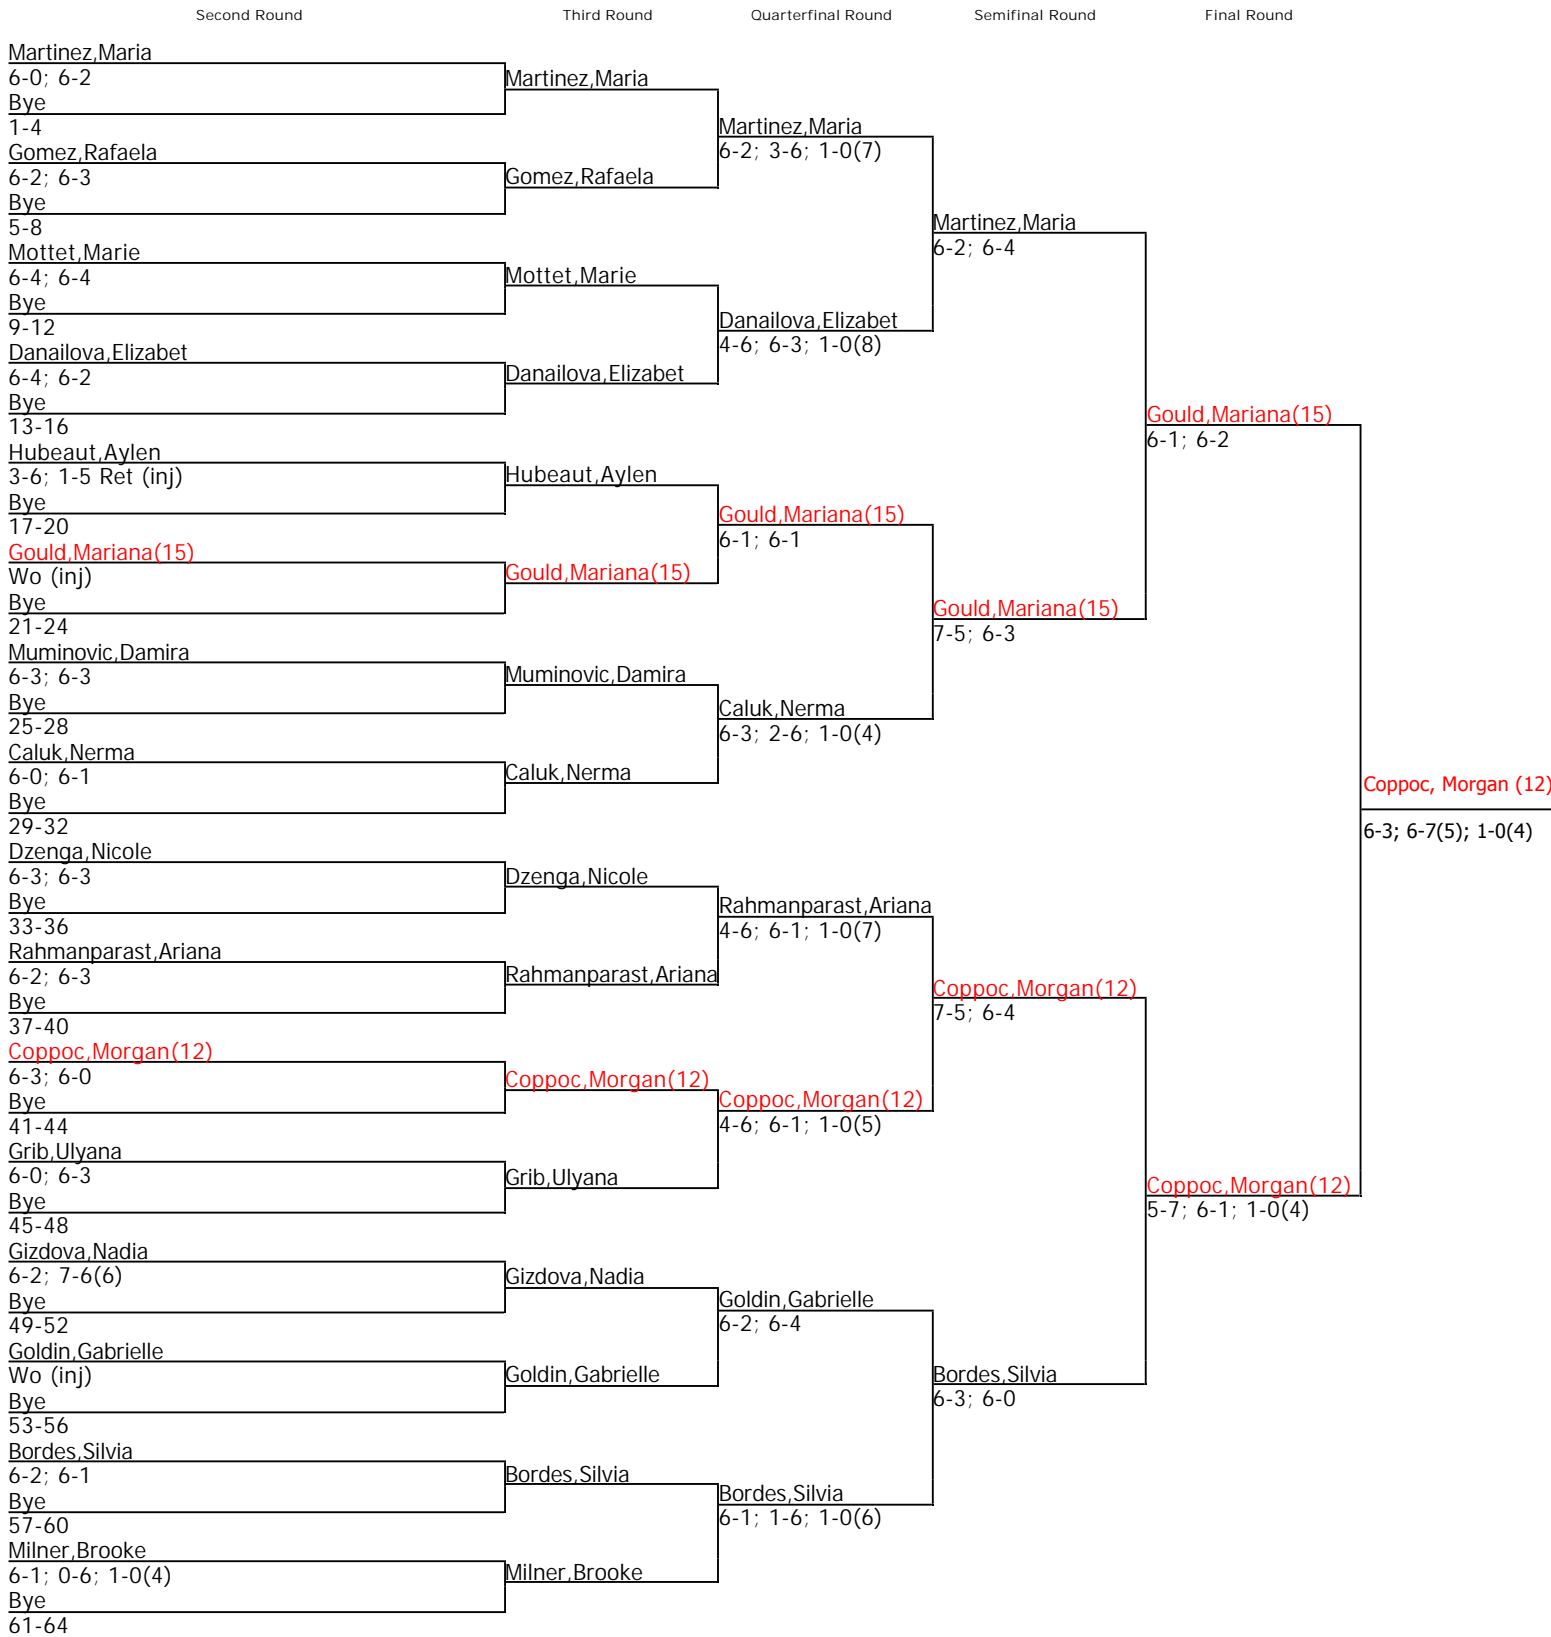 Second Round
Third Round
Quarterfinal Round
Semifinal Round
Final Round
Martinez,Maria
6-0; 6-2
Bye
1-4
Gomez,Rafaela
6-2; 6-3
Bye
5-8
Mottet,Marie
6-4; 6-4
Bye
9-12
Danailova,Elizabet
6-4; 6-2
Bye
13-16
Hubeaut,Aylen
3-6; 1-5 Ret (inj)
Bye
17-20
Gould,Mariana(15)
Wo (inj)
Bye
21-24
Muminovic,Damira
6-3; 6-3
Bye
25-28
Caluk,Nerma
6-0; 6-1
Bye
29-32
Dzenga,Nicole
6-3; 6-3
Bye
33-36
Rahmanparast,Ariana
6-2; 6-3
Bye
37-40
Coppoc,Morgan(12)
6-3; 6-0
Bye
41-44
Grib,Ulyana
6-0; 6-3
Bye
45-48
Gizdova,Nadia
6-2; 7-6(6)
Bye
49-52
Goldin,Gabrielle
Wo (inj)
Bye
53-56
Bordes,Silvia
6-2; 6-1
Bye
57-60
Milner,Brooke
6-1; 0-6; 1-0(4)
Bye
61-64
Martinez,Maria
Gomez,Rafaela
Mottet,Marie
Danailova,Elizabet
Hubeaut,Aylen
Gould,Mariana(15)
Muminovic,Damira
Caluk,Nerma
Dzenga,Nicole
Rahmanparast,Ariana
Coppoc,Morgan(12)
Grib,Ulyana
Gizdova,Nadia
Goldin,Gabrielle
Bordes,Silvia
Milner,Brooke
Martinez,Maria
6-2; 3-6; 1-0(7)
Danailova,Elizabet
4-6; 6-3; 1-0(8)
Gould,Mariana(15)
6-1; 6-1
Caluk,Nerma
6-3; 2-6; 1-0(4)
Rahmanparast,Ariana
4-6; 6-1; 1-0(7)
Coppoc,Morgan(12)
4-6; 6-1; 1-0(5)
Goldin,Gabrielle
6-2; 6-4
Bordes,Silvia
6-1; 1-6; 1-0(6)
Martinez,Maria
6-2; 6-4
Gould,Mariana(15)
7-5; 6-3
Coppoc,Morgan(12)
7-5; 6-4
Bordes,Silvia
6-3; 6-0
Gould,Mariana(15)
6-1; 6-2
Coppoc,Morgan(12)
5-7; 6-1; 1-0(4)
Coppoc, Morgan (12)
6-3; 6-7(5); 1-0(4)